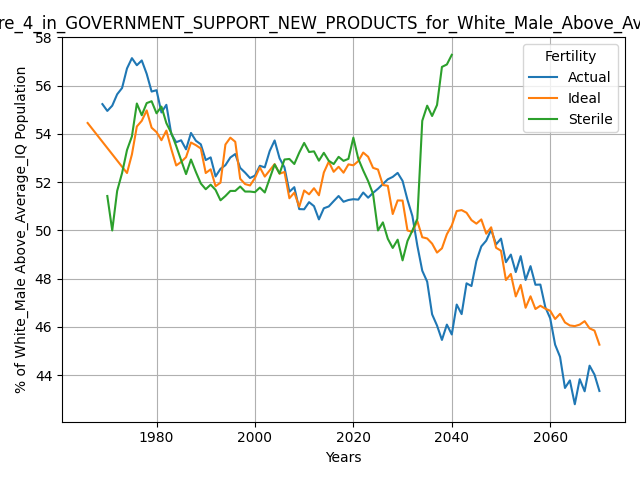 re_4_in_GOVERNMENT_SUPPORT_NEW_PRODUCTS_for_White_Male_Above_Av
58
56
54
52
50
48
46
44
% of White_Male Above_Average_IQ Population
Fertility
Actual
Ideal
Sterile
1980
2000
2020
2040
2060
Years